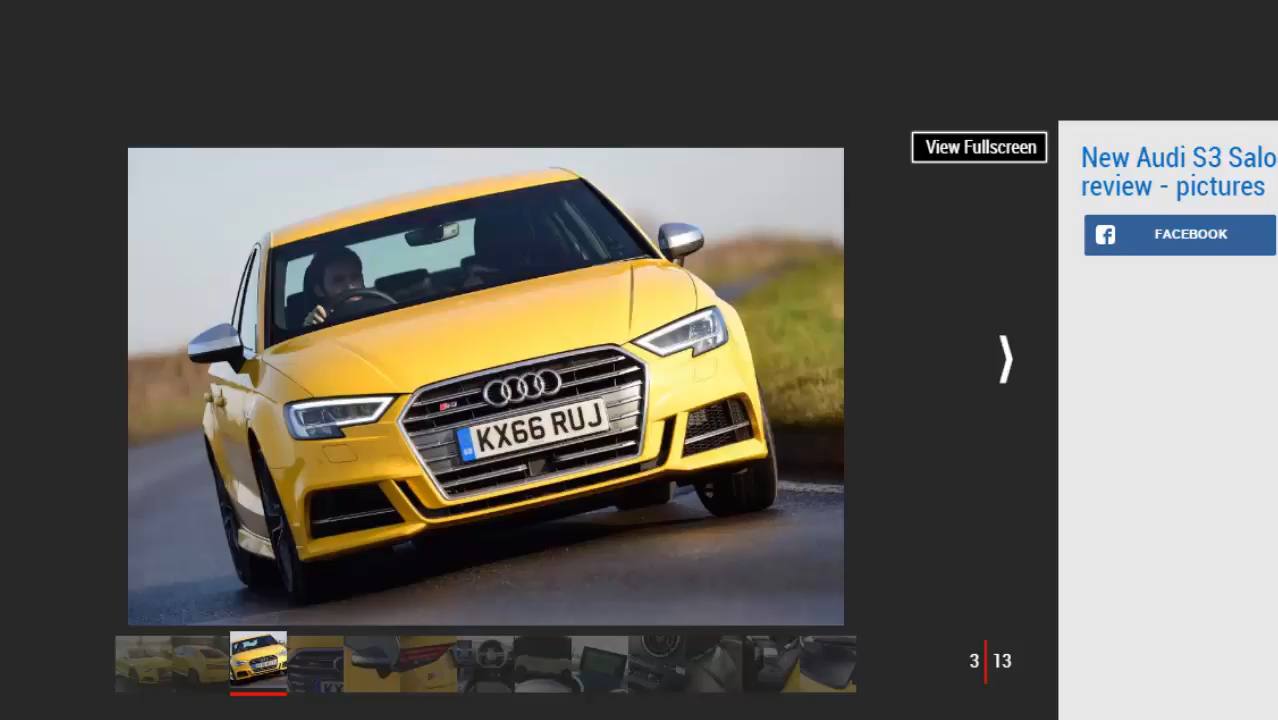 View Fullscreen
New Audi S3 Salo
review - pictures
FACEBOOK
KX66 RUJ
3 13